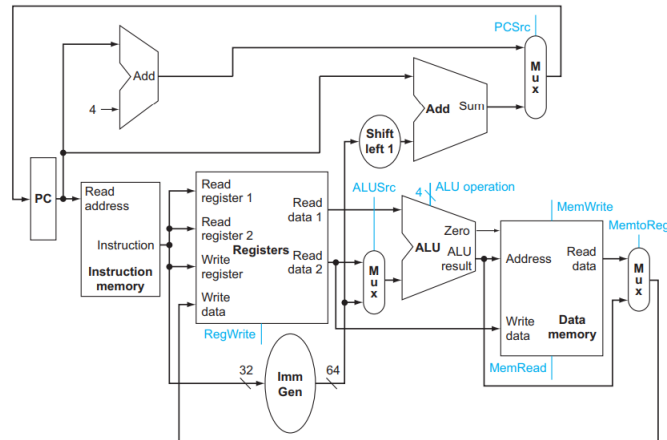 PCSrc
Add
4
M
u
x
Add Sum
Shift
left 1
PC
Read
address
Instruction
Instruction
memory
Read
register 1
Read
register 2
Write
register
Write
data
Registers
Read
data 1
Read
data 2
RegWrite
ALUSrc
M
u
x
4
ALU operation
Zero
ALU
ALU
result
MemWrite
Address
Read
data
Write
data
Data
memory
MemRead
MemtoReg
M
u
x
32
Imm
Gen
64